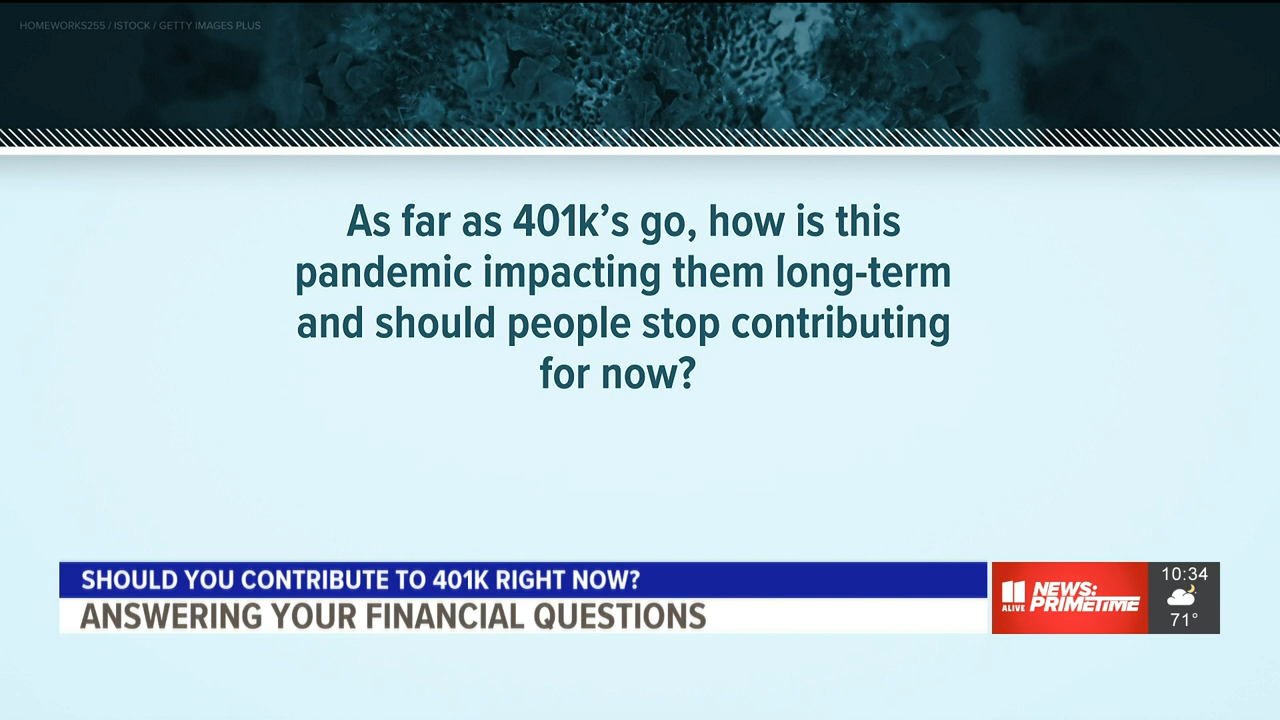 HOMEWORKS255 / ISTOCK / GETTY IMAGES PLUS
As far as 401k’s go, how is this
pandemic impacting them long-term
and should people stop contributing
for now?
SHOULD YOU CONTRIBUTE TO 401K RIGHT NOW?
ANSWERING YOUR FINANCIAL QUESTIONS
11
ALIVE
NEWS:
PRIMETIME
10:34
71°